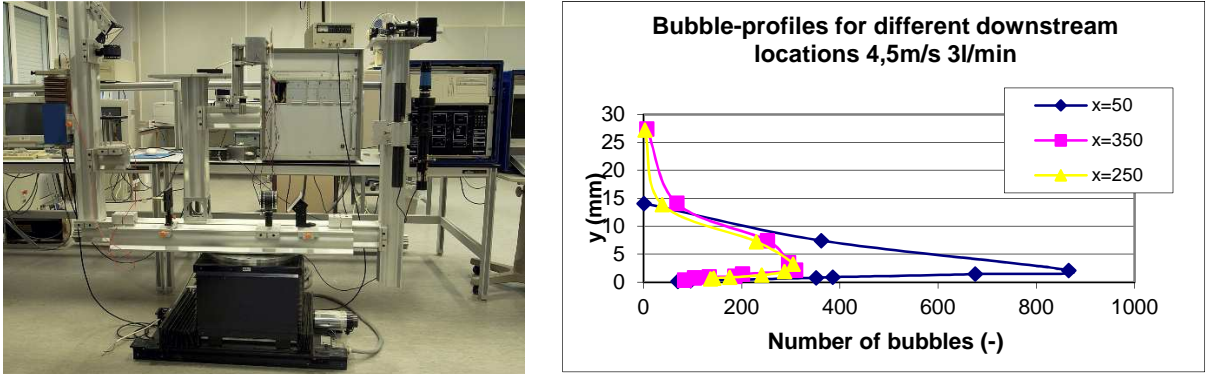 Bubble-profiles for different downstream
locations 4,5m/s 3l/min
x=50
x=350
x=250
30
25
20
15
10
5
0
y (mm)
0 200 400 600 800 1000
Number of bubbles (-)